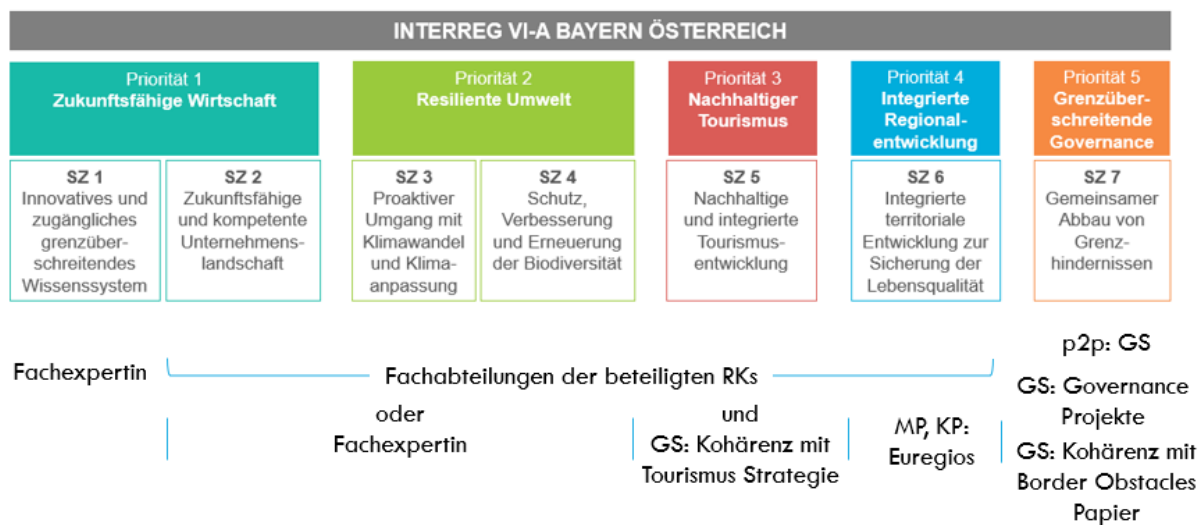 INTERREG VI-A BAYERN ÖSTERREICH
Priorität 1
Zukunftsfähige Wirtschaft
Priorität 2
Resiliente Umwelt
Priorität 3
Nachhaltiger
Tourismus
Priorität 4
Integrierte
Regional-
entwicklung
Priorität 5
Grenzüber-
schreitende
Governance
SZ 1
Innovatives und
zugängliches
grenzüber-
schreitendes
Wissenssystem
SZ 2
Zukunftsfähige
und kompetente
Unternehmens-
landschaft
SZ 3
Proaktiver
Umgang mit
Klimawandel
und Klima-
anpassung
SZ 4
Schutz,
Verbesserung
und Erneuerung
der Biodiversität
SZ 5
Nachhaltige
und integrierte
Tourismus-
entwicklung
SZ 6
Integrierte
territoriale
Entwicklung zur
Sicherung der
Lebensqualität
SZ 7
Gemeinsamer
Abbau von
Grenz-
hindernissen
Fachexpertin
Fachabteilungen der beteiligten RKs
oder
Fachexpertin
und
GS: Kohärenz mit
Tourismus Strategie
MP, KP:
Euregios
p2p: GS
GS: Governance
Projekte
GS: Kohärenz mit
Border Obstacles
Papier